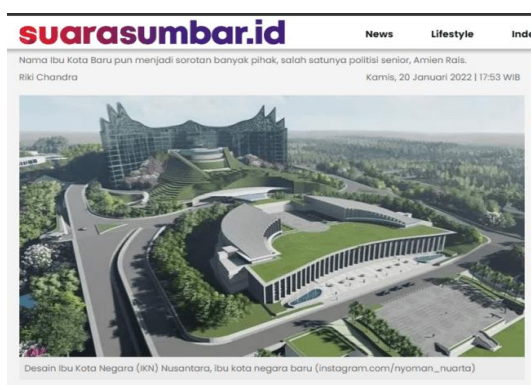 suarasumbar.id
News Lifestyle
Nama Ibu Kota Baru pun menjadi sorotan banyak pihak, salah satunya politisi senior, Amien Rais.
Riki Chandra Kamis, 20 Januari 2022 | 17:53 WIB
Desain Ibu Kota Negara (IKN) Nusantara, ibu kota negara baru (instagram.com/nyoman_nuarta)